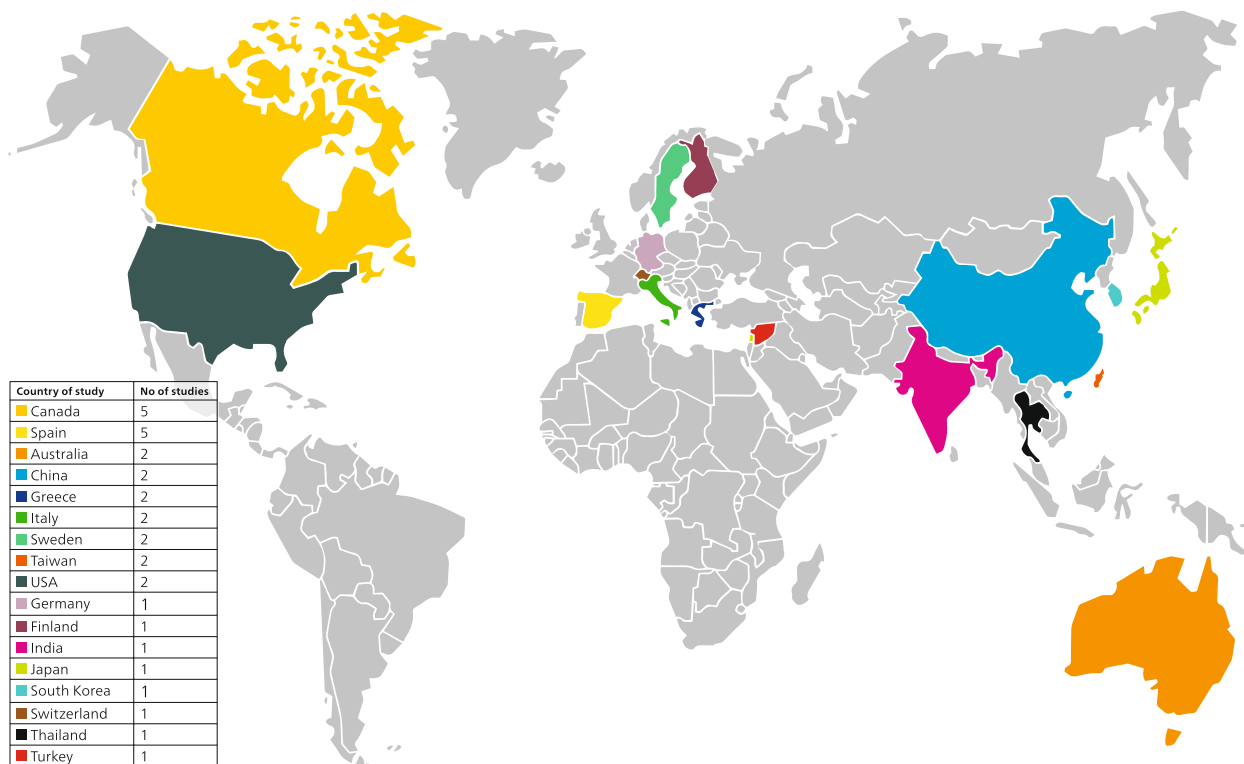 Country of study No of studies
Canada 5
Spain 5
Australia 2
China 2
Greece 2
Italy 2
Sweden 2
Taiwan 2
USA 2
Germany 1
Finland 1
India 1
Japan 1
South Korea 1
Switzerland 1
Thailand 1
Turkey 1